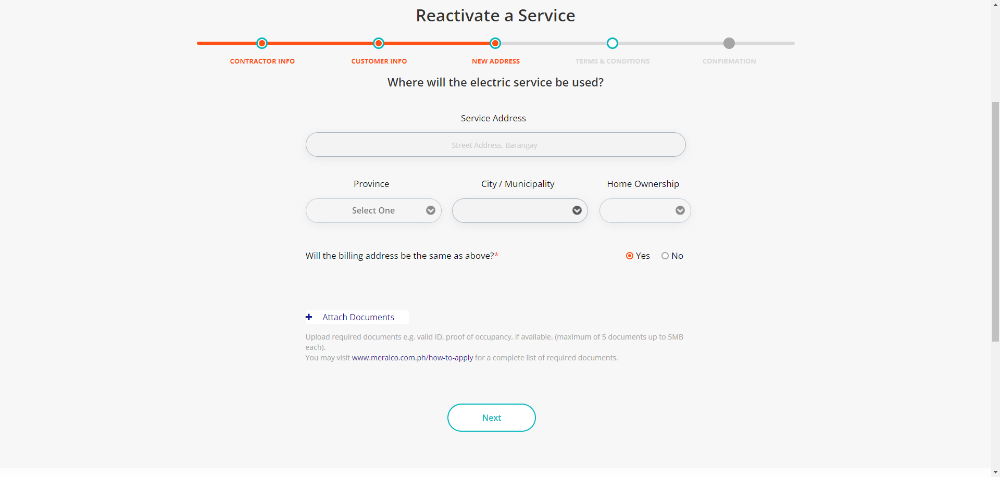 Reactivate a Service
CONTRACTOR INFO
CUSTOMER INFO
NEW ADDRESS
TERMS & CONDITIONS
CONFIRMATION
Where will the electric service be used?
Service Address
Street Address, Barangay
Province
City / Municipality
Home Ownership
Select One
Will the billing address be the same as above?*
Yes
No
Attach Documents
Upload required documents e.g. valid ID, proof of occupancy, if available. (maximum of 5 documents up to 5MB
each).
You may visit www.meralco.com.ph/how-to-apply for a complete list of required documents.
Next